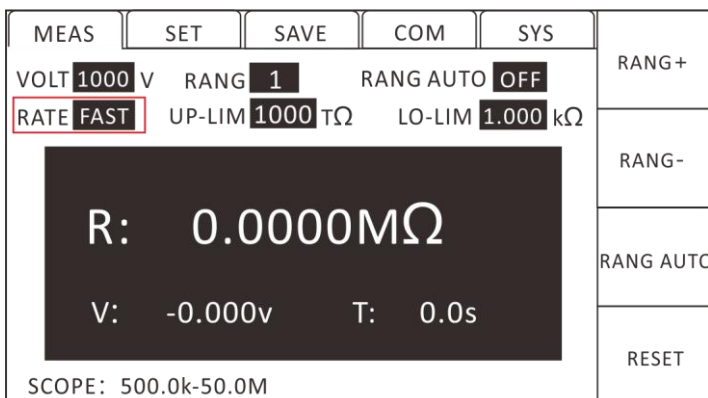 MEAS SET SAVE COM SYS
VOLT 1000 V RANG 1 RANG AUTO OFF
RATE FAST UP-LIM 1000 TΩ LO-LIM 1.000 kΩ
R: 0.0000MΩ
V: -0.000v T: 0.0s
SCOPE: 500.0k-50.0M
RANG+
RANG-
RANG AUTO
RESET